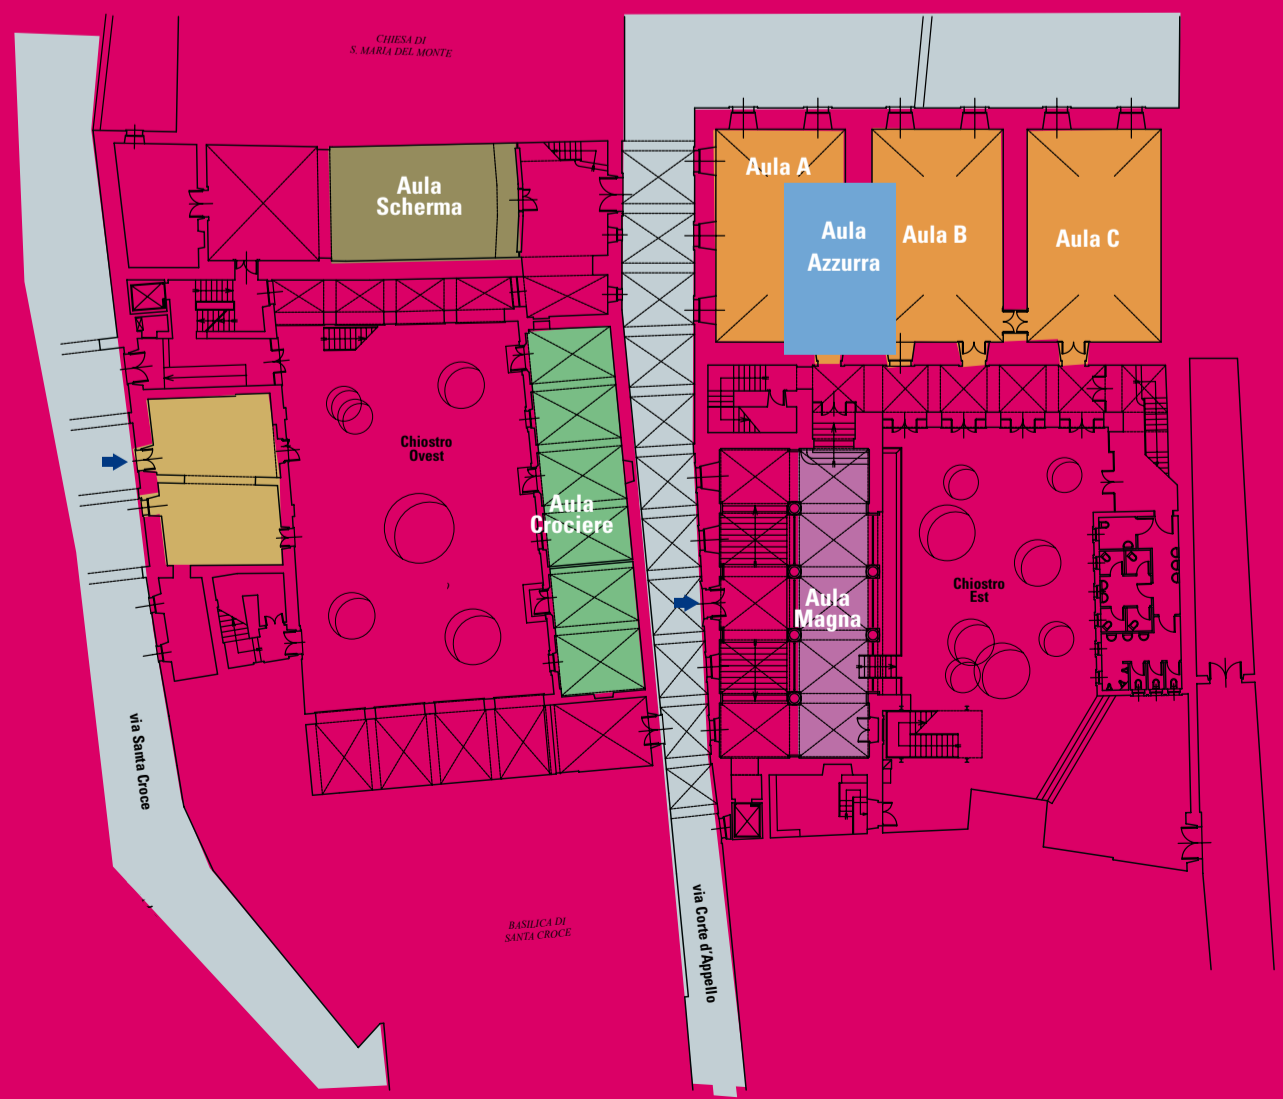 CHIESA DI
S. MARIA DEL MONTE
Aula
Scherma
Aula A
Aula
Azzurra
Aula B
Aula C
Chiostro
Ovest
Aula
Crociere
Aula
Magna
Chiostro
Est
via Santa Croce
via Corte d'Appello
BASILICA DI
SANTA CROCE